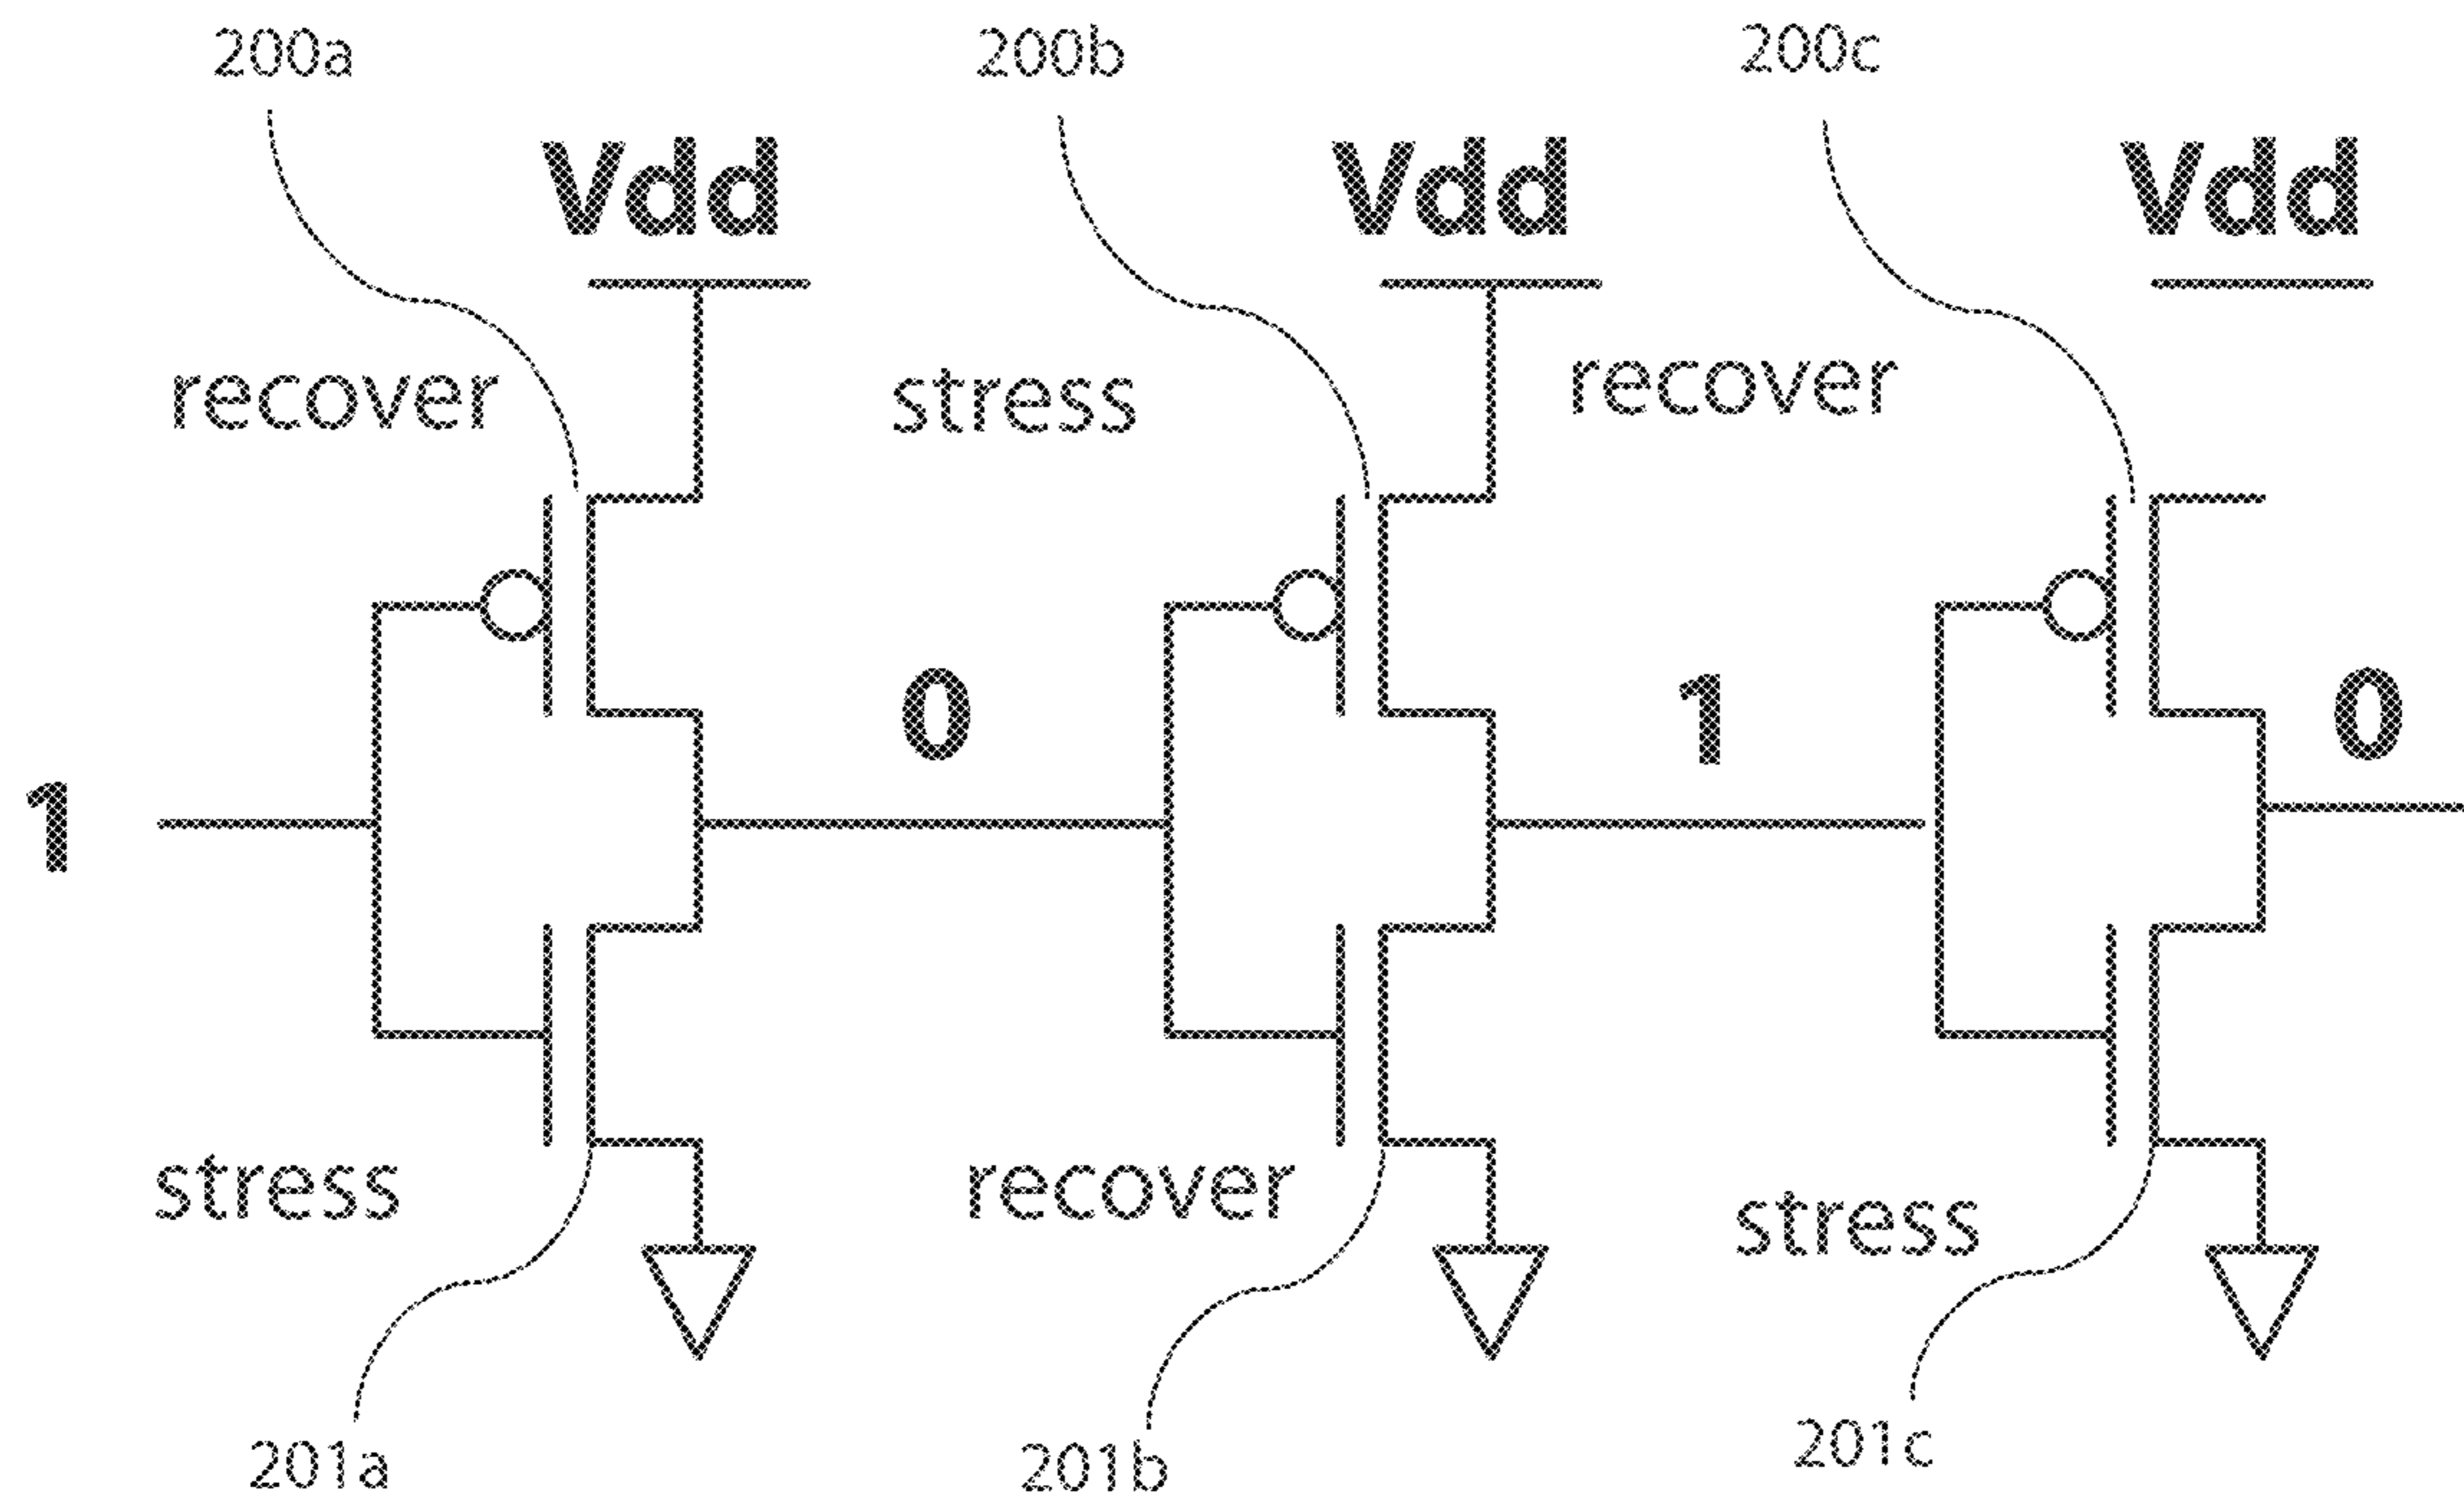 200a 200b 200c
Vdd Vdd Vdd
recover stress recover
0 1 0
1
stress recover stress
201a 201b 201c